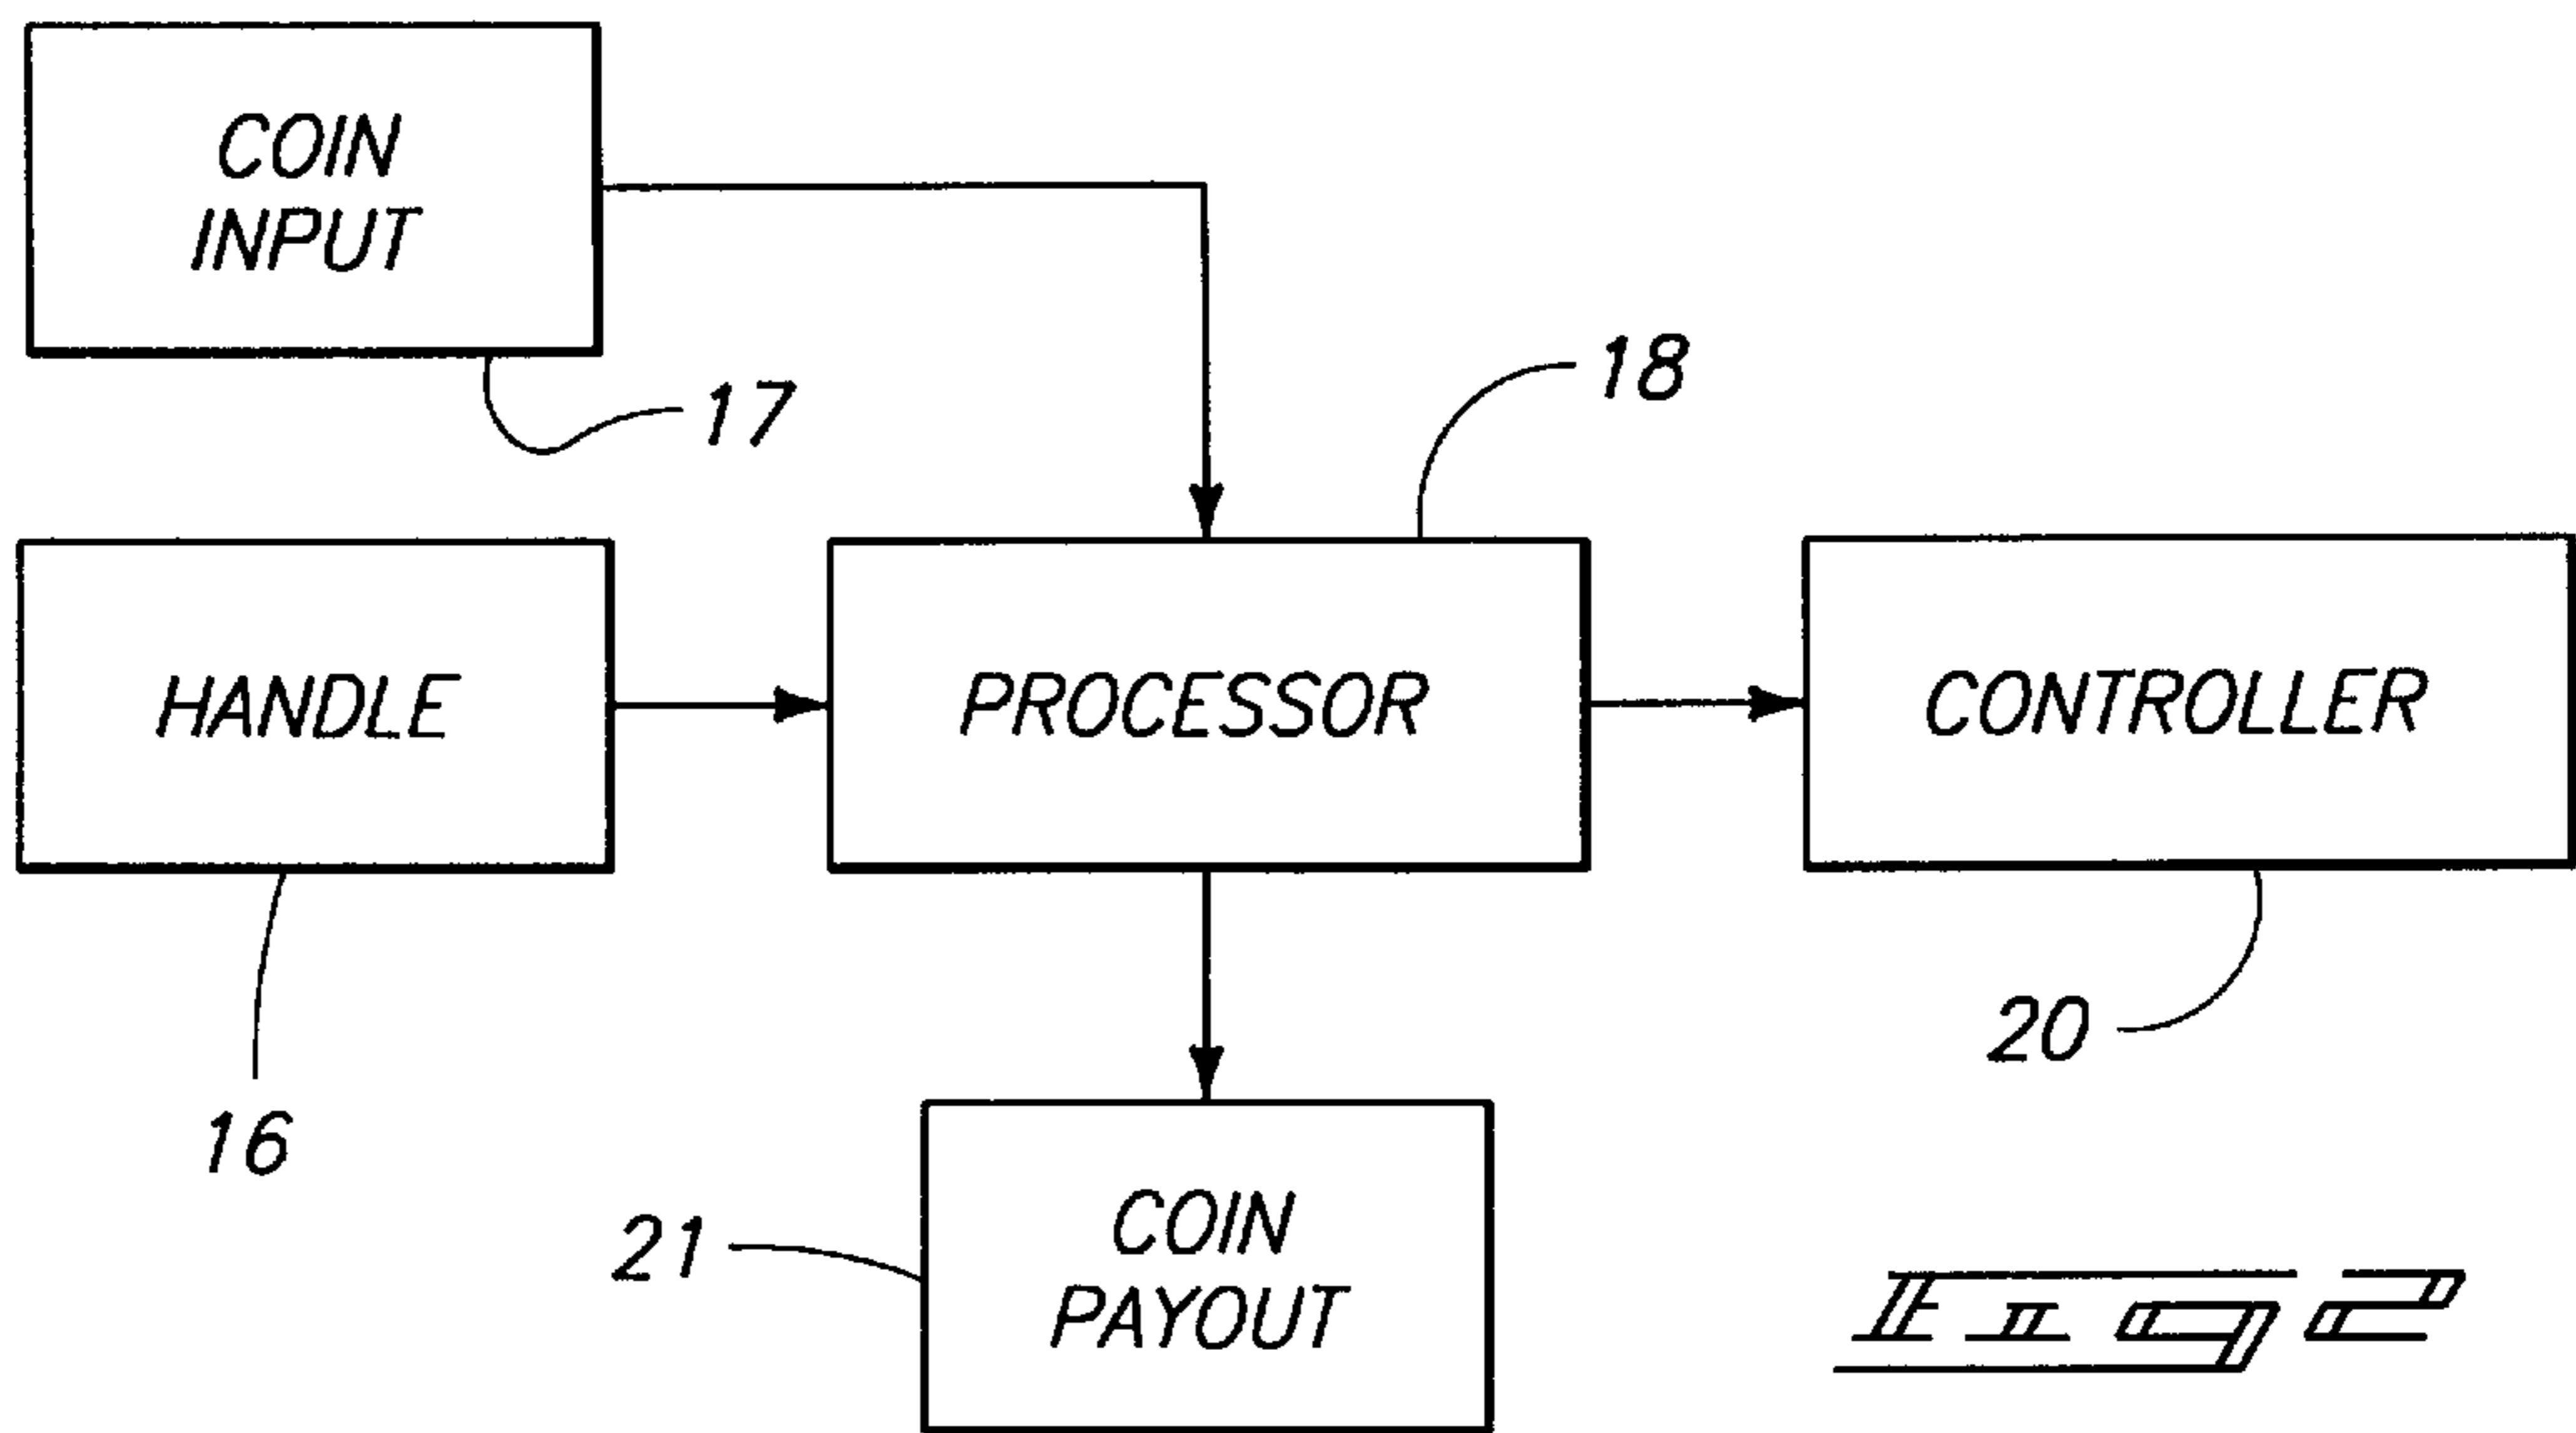 COIN
INPUT
17
18
HANDLE
PROCESSOR
CONTROLLER
16
20
21
COIN
PAYOUT
Fig 2